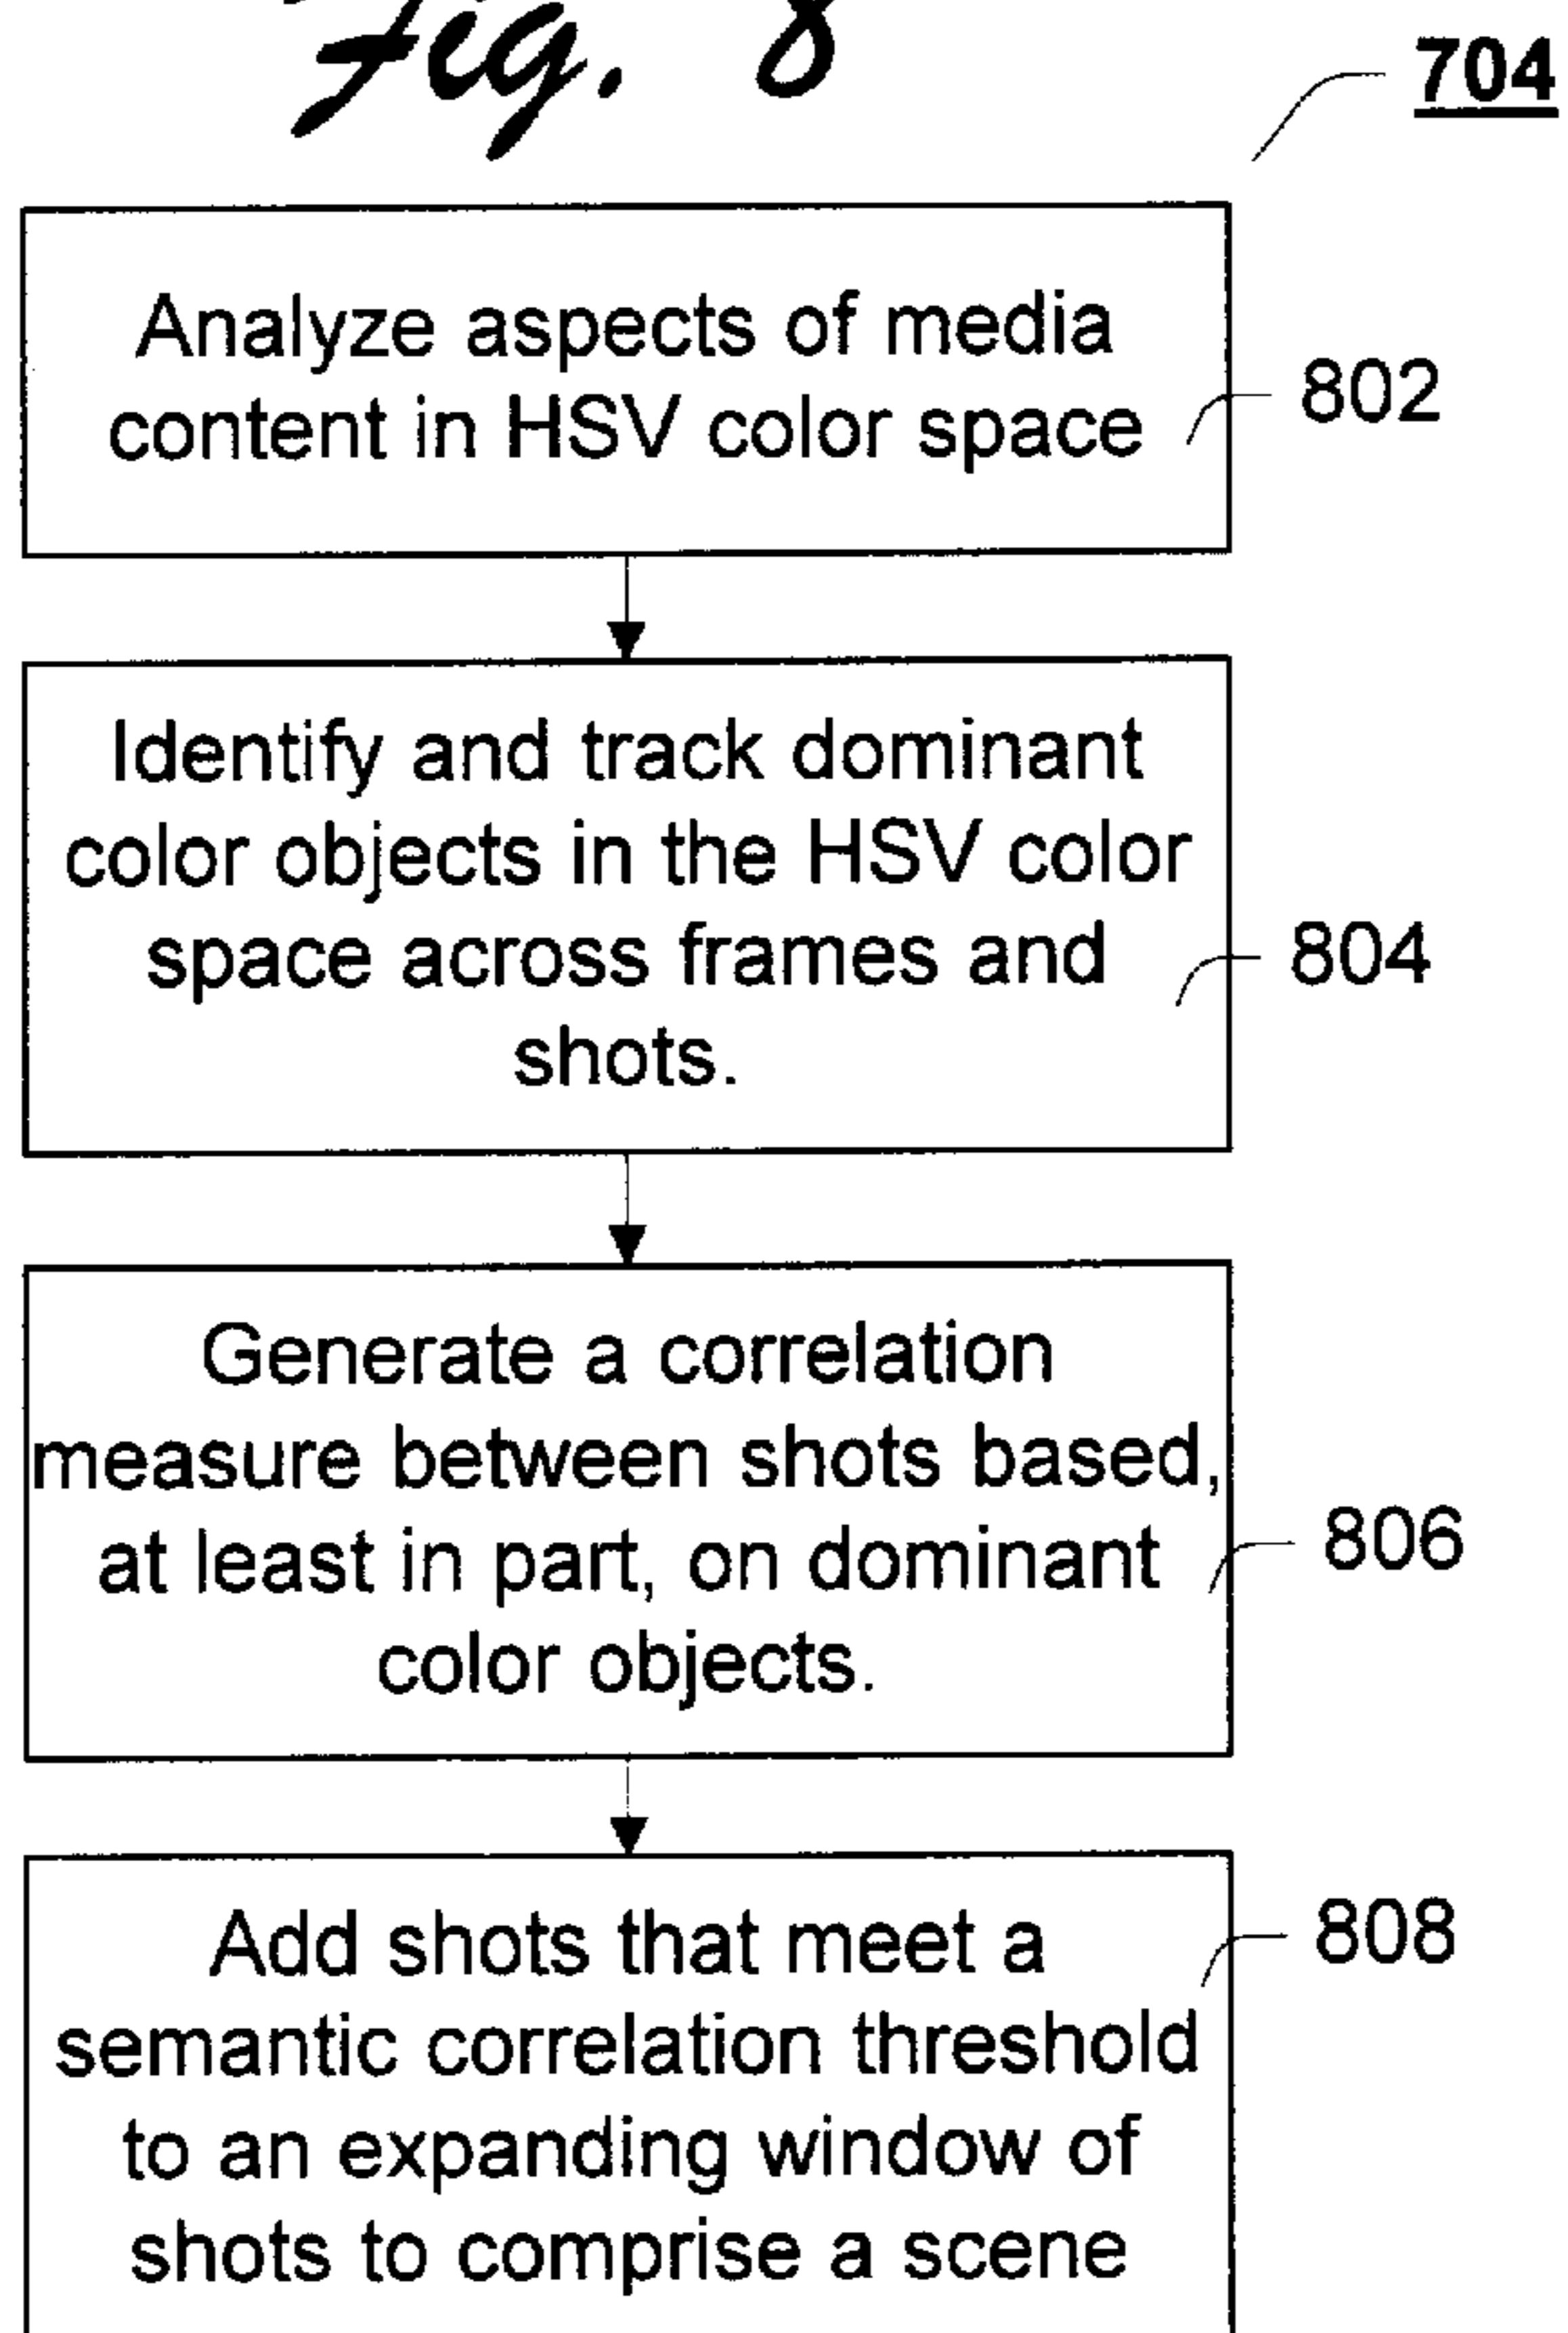 Fig. 8
704
Analyze aspects of media
content in HSV color space
802
Identify and track dominant
color objects in the HSV color
space across frames and
shots.
804
Generate a correlation
measure between shots based,
at least in part, on dominant
color objects.
806
Add shots that meet a
semantic correlation threshold
to an expanding window of
shots to comprise a scene
808